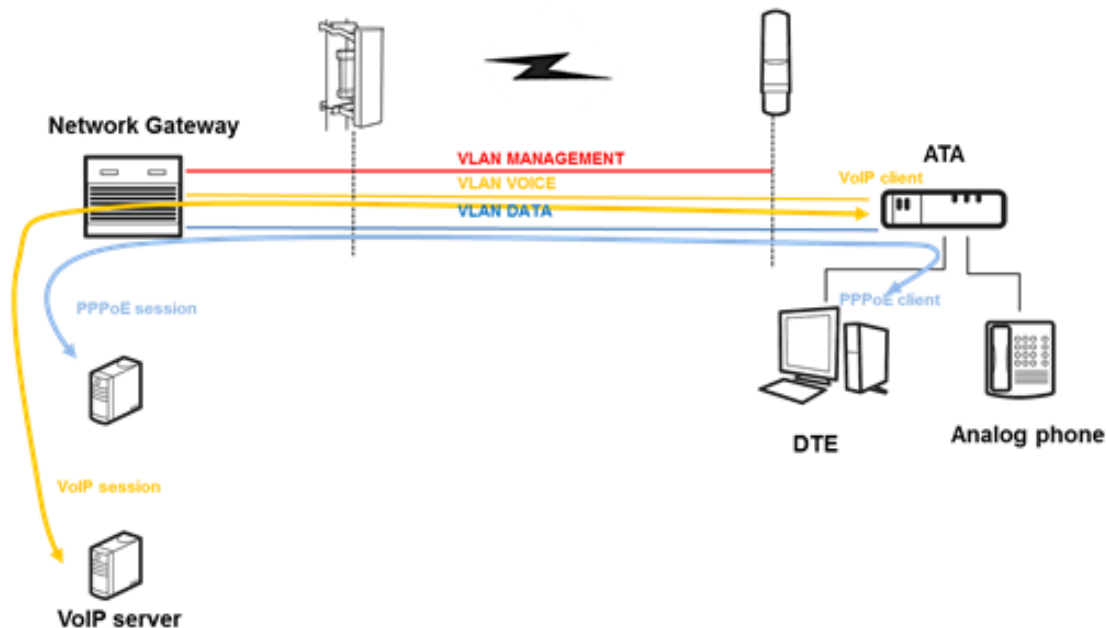 Network Gateway
VLAN MANAGEMENT
ATA
VLAN VOICE
VoIP client
VLAN DATA
PPPoE session
PPPoE client
DTE
Analog phone
VoIP session
VoIP server